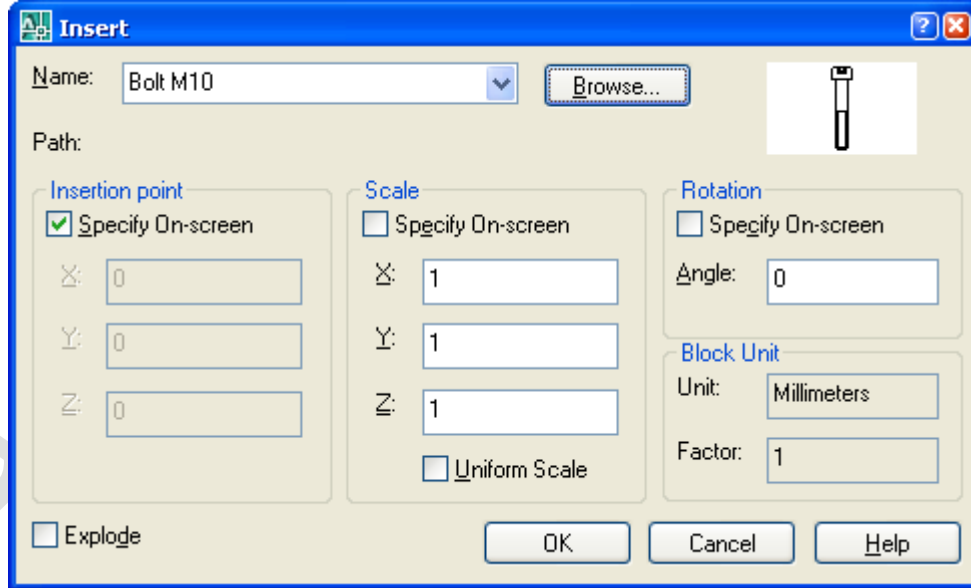 Insert
Name: Bolt M10 Browse...
Path:
Insertion point
Specify On-screen
X: 0
Y: 0
Z: 0
Scale
Specify On-screen
X: 1
Y: 1
Z: 1
Uniform Scale
Rotation
Specify On-screen
Angle: 0
Block Unit
Unit: Millimeters
Factor: 1
Explode
OK Cancel Help